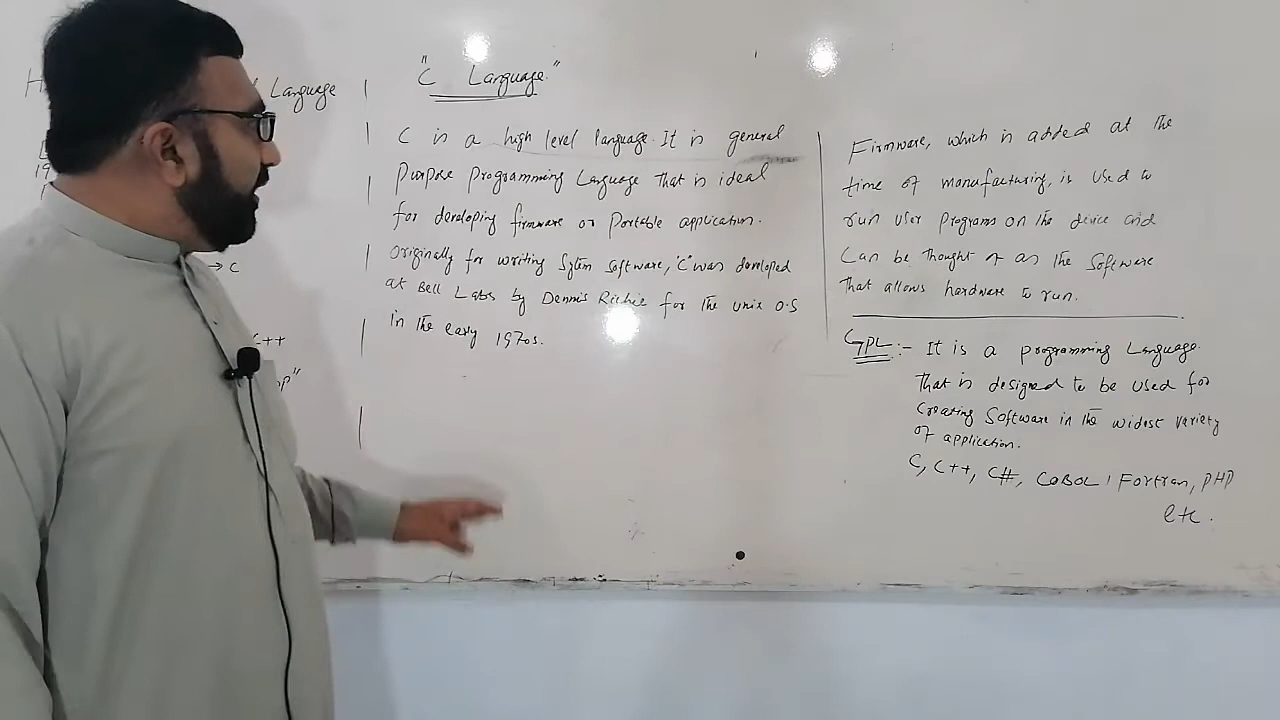 H
Language
19
→ C
C++
"
"C Language."
C is a high level language. It is general
Purpose Programming Language that is ideal
for developing firmware or Portable application.
Originally for writing System Software, "C" was developed
at Bell Labs by Dennis Ritchie for the unix O.S
in the early 1970s.
Firmware, which is added at the
time of manufacturing, is used to
run user programs on the device and
Can be thought of as the Software
That allows hardware to run.
GPL :- It is a programming Language.
That is designed to be used for
Creating Software in the widest variety
of application.
C, C++, C#, COBOL, Fortran, PHP
etc.